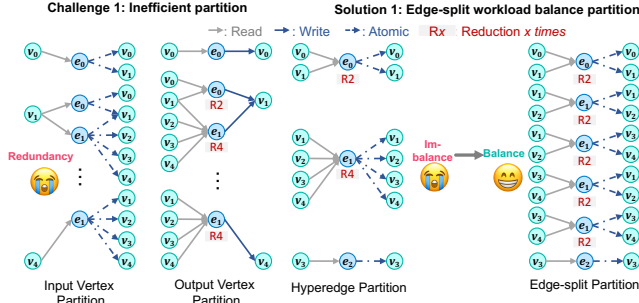 Challenge 1: Inefficient partition
Solution 1: Edge-split workload balance partition
: Read
: Write
: Atomic
Rx : Reduction x times
v0
e0
v0
v1
v1
e0
e1
v0
v1
v2
v3
v4
Redundancy
v4
e1
v1
v2
v3
v4
Input Vertex
Partition
v0
e0
v0
v0
v1
e0
R2
v1
v1
v2
v3
v4
e1
R4
v1
v2
v3
v4
e1
R4
v4
Output Vertex
Partition
v0
v1
e0
R2
v0
v1
v1
v2
v3
v4
e1
R4
v1
v2
v3
v4
v4
e2
v3
Hyperedge Partition
Im-
balance
Balance
v0
v1
e0
R2
v0
v1
v1
v2
e1
R2
v1
v2
v1
v2
e1
R2
v3
v4
v3
v4
e1
R2
v1
v2
v3
v4
e1
R2
v3
v4
v4
e2
v3
Edge-split Partition